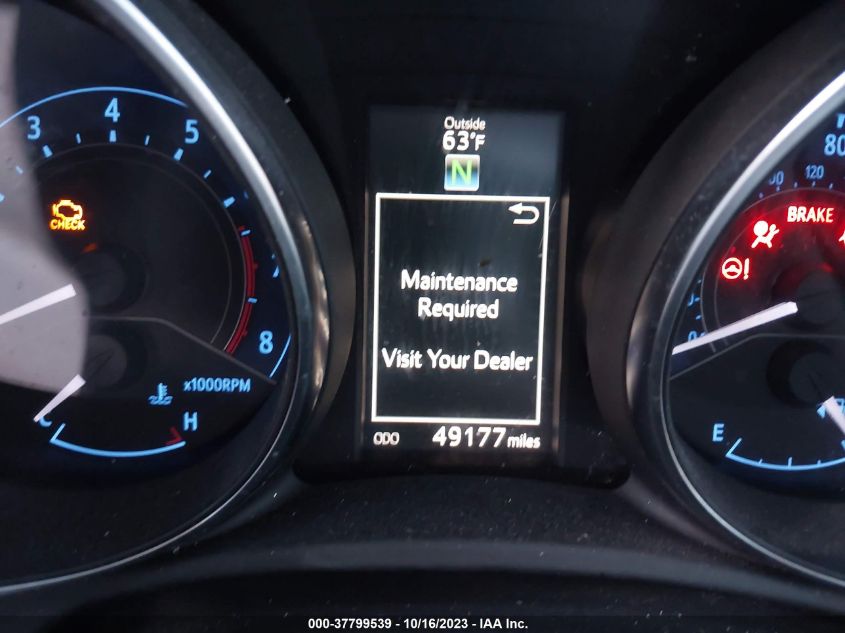 3 4 5
8
CHECK
x1000RPM
H
Outside
63°F
N
Maintenance
Required
Visit Your Dealer
ODO 49177 miles
80
120
BRAKE
E
000-37799539 - 10/16/2023 - IAA Inc.